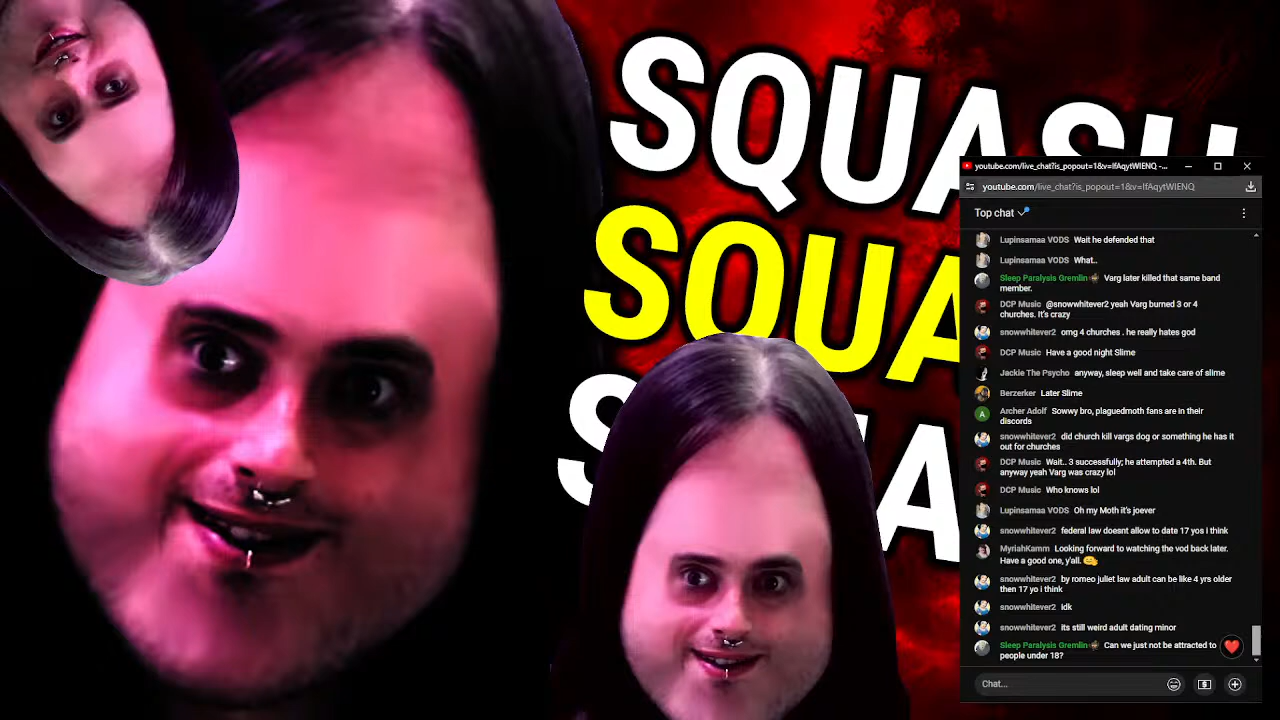 SQUASH
youtube.com/live_chat?is_popout=1&v=IfAqytWIENQ -...
youtube.com/live_chat?is_popout=1&v=IfAqytWIENQ
Top chat
SQUA
S UA
Lupinsamaa VODS Wait he defended that
Lupinsamaa VODS What..
Sleep Paralysis Gremlin Varg later killed that same band
member.
DCP Music @snowwhitever2 yeah Varg burned 3 or 4
churches. It's crazy
snowwhitever2 omg 4 churches . he really hates god
DCP Music Have a good night Slime
Jackie The Psycho anyway, sleep well and take care of slime
Berzerker Later Slime
A Archer Adolf Sowwy bro, plaguedmoth fans are in their
discords
snowwhitever2 did church kill vargs dog or something he has it
out for churches
DCP Music Wait.. 3 successfully; he attempted a 4th. But
anyway yeah Varg was crazy lol
DCP Music Who knows lol
Lupinsamaa VODS Oh my Moth it's joever
snowwhitever2 federal law doesnt allow to date 17 yos i think
MyriahKamm Looking forward to watching the vod back later.
Have a good one, y'all.
snowwhitever2 by romeo juliet law adult can be like 4 yrs older
then 17 yo i think
snowwhitever2 idk
snowwhitever2 its still weird adult dating minor
Sleep Paralysis Gremlin Can we just not be attracted to
people under 18?
Chat...